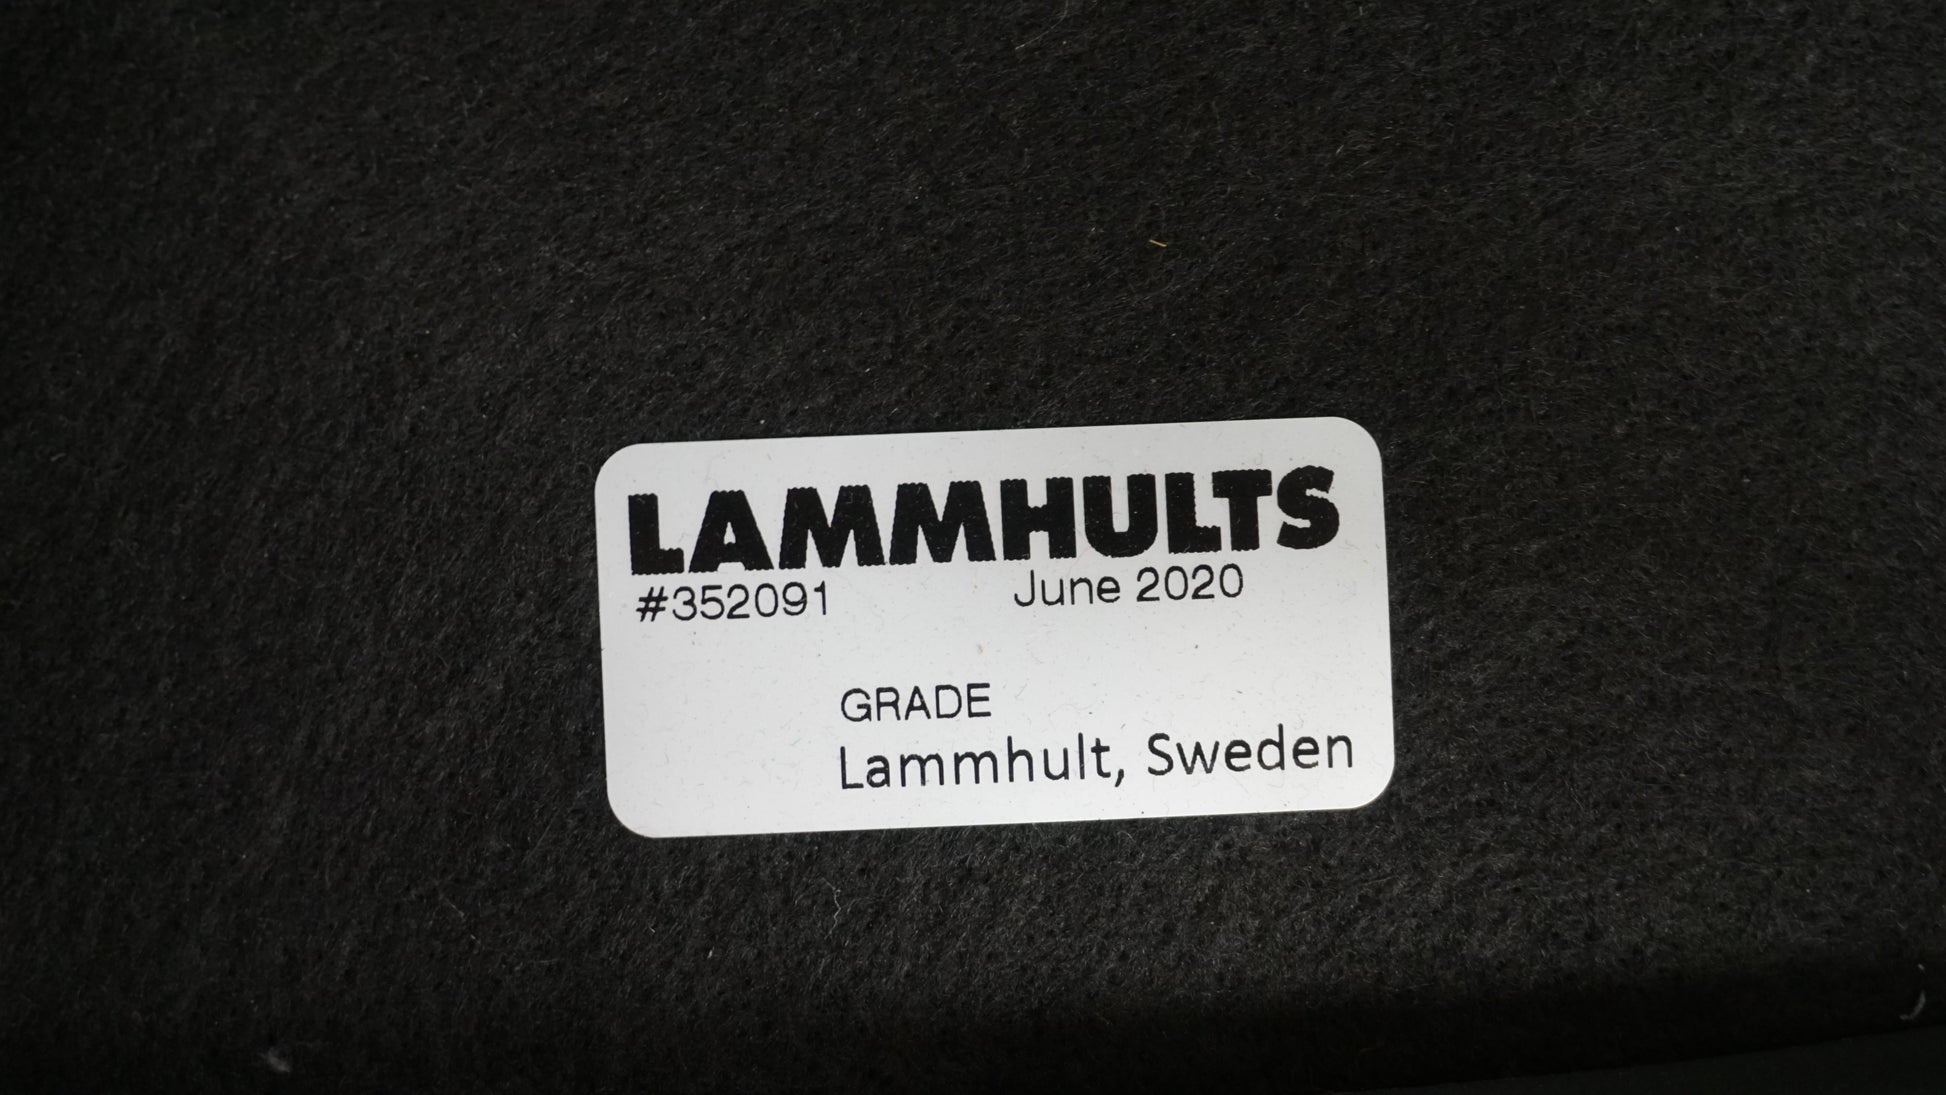 LAMMHULTS
#352091 June 2020
GRADE
Lammhult, Sweden